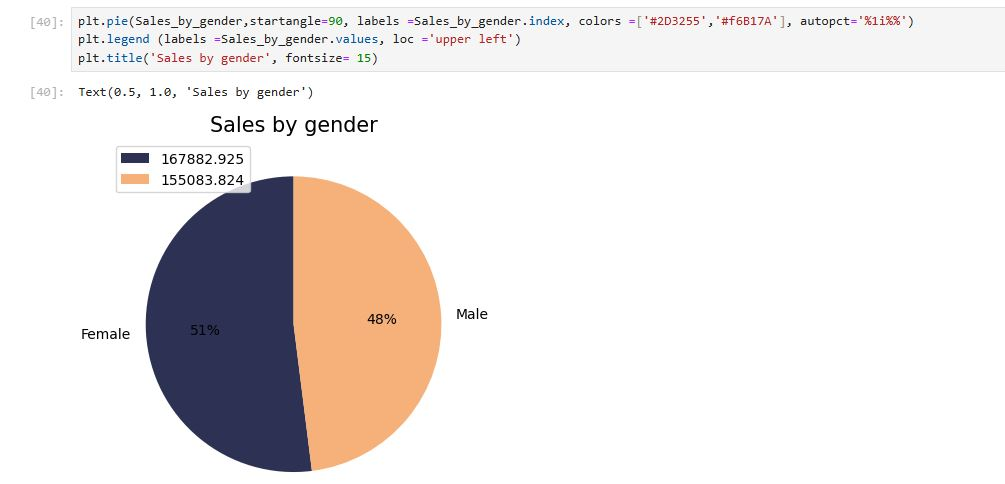 [40]: plt.pie(Sales_by_gender,startangle=90, labels =Sales_by_gender.index, colors =['#2D3255','#f6B17A'], autopct='%1i%%')
plt.legend (labels =Sales_by_gender.values, loc ='upper left')
plt.title('Sales by gender', fontsize= 15)
[40]: Text(0.5, 1.0, 'Sales by gender')
Sales by gender
167882.925
155083.824
Female
51%
48%
Male